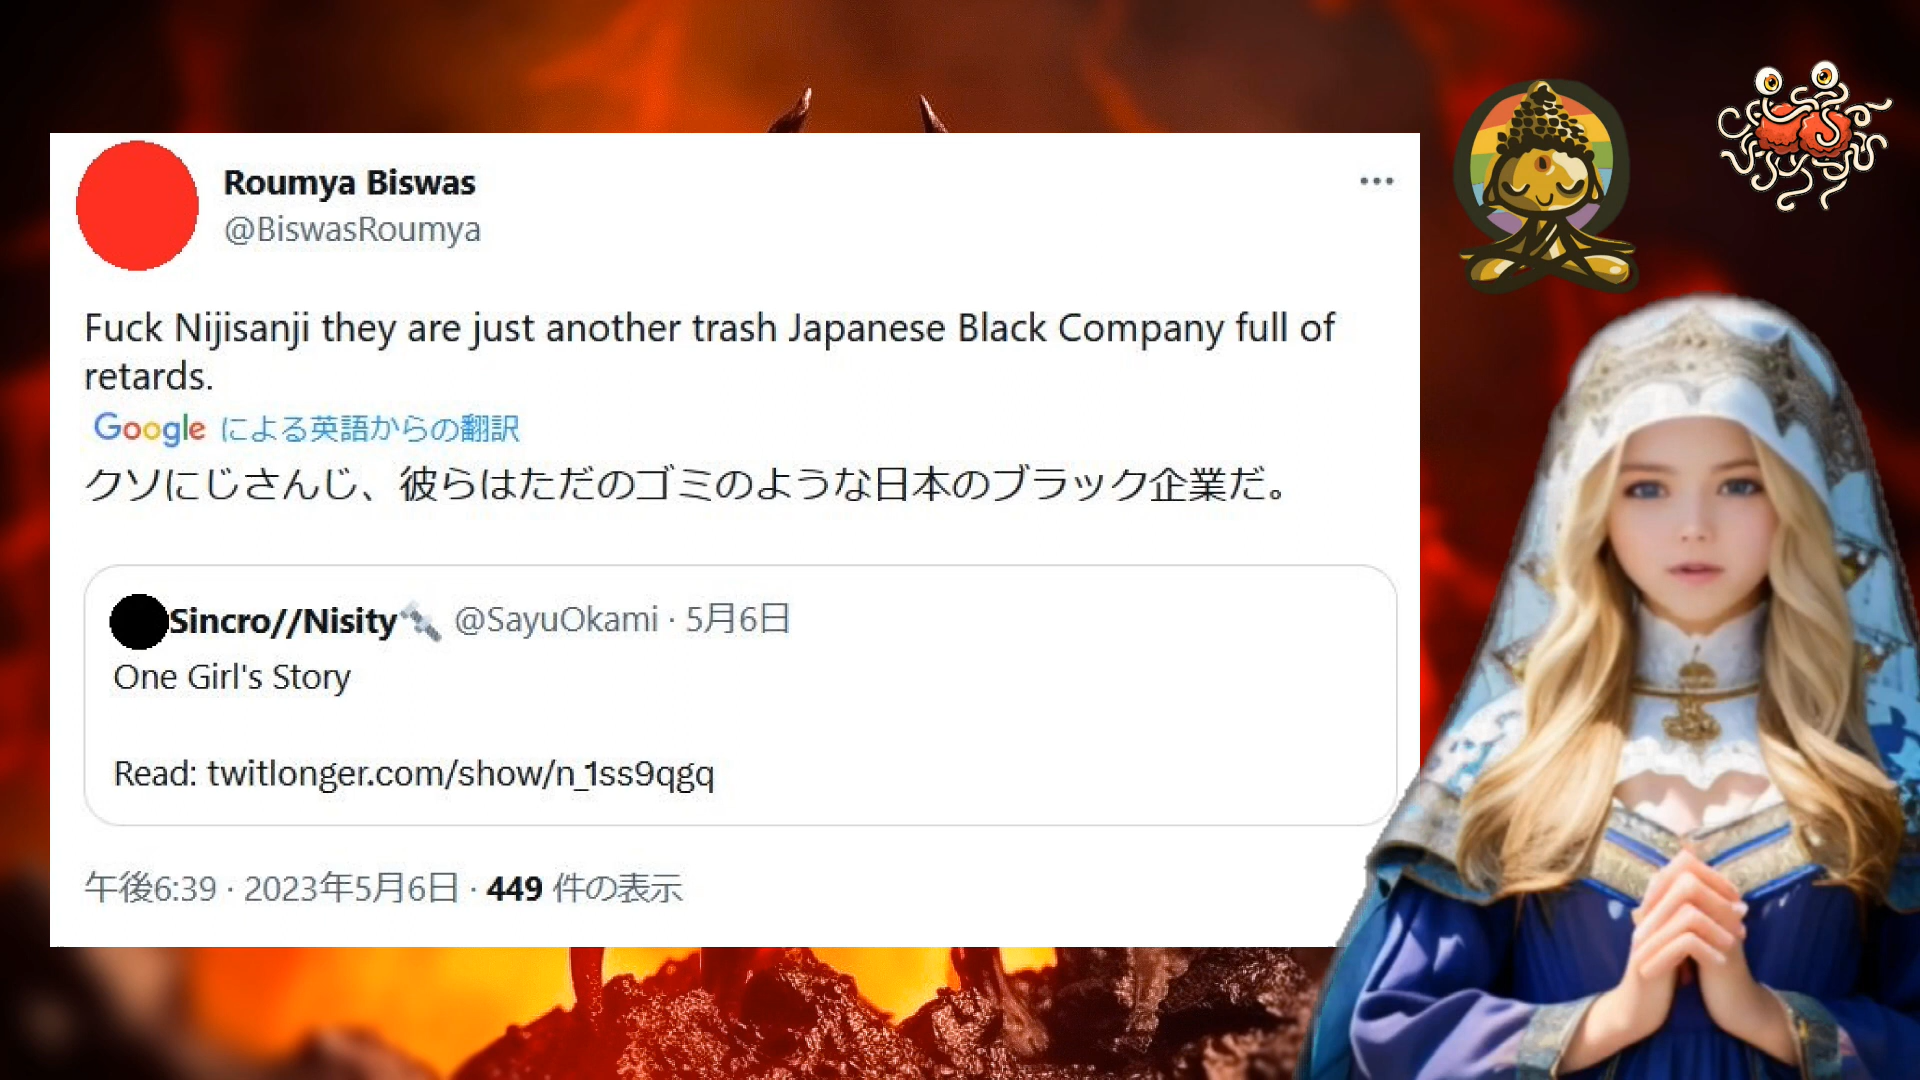 Roumya Biswas
@BiswasRoumya
Fuck Nijisanji they are just another trash Japanese Black Company full of
retards.
Google による英語からの翻訳
クソにじさんじ、彼らはただのゴミのような日本のブラック企業だ。
Sincro//Nisity @SayuOkami · 5月6日
One Girl's Story
Read: twitlonger.com/show/n_1ss9qgq
午後6:39 · 2023年5月6日 · 449 件の表示